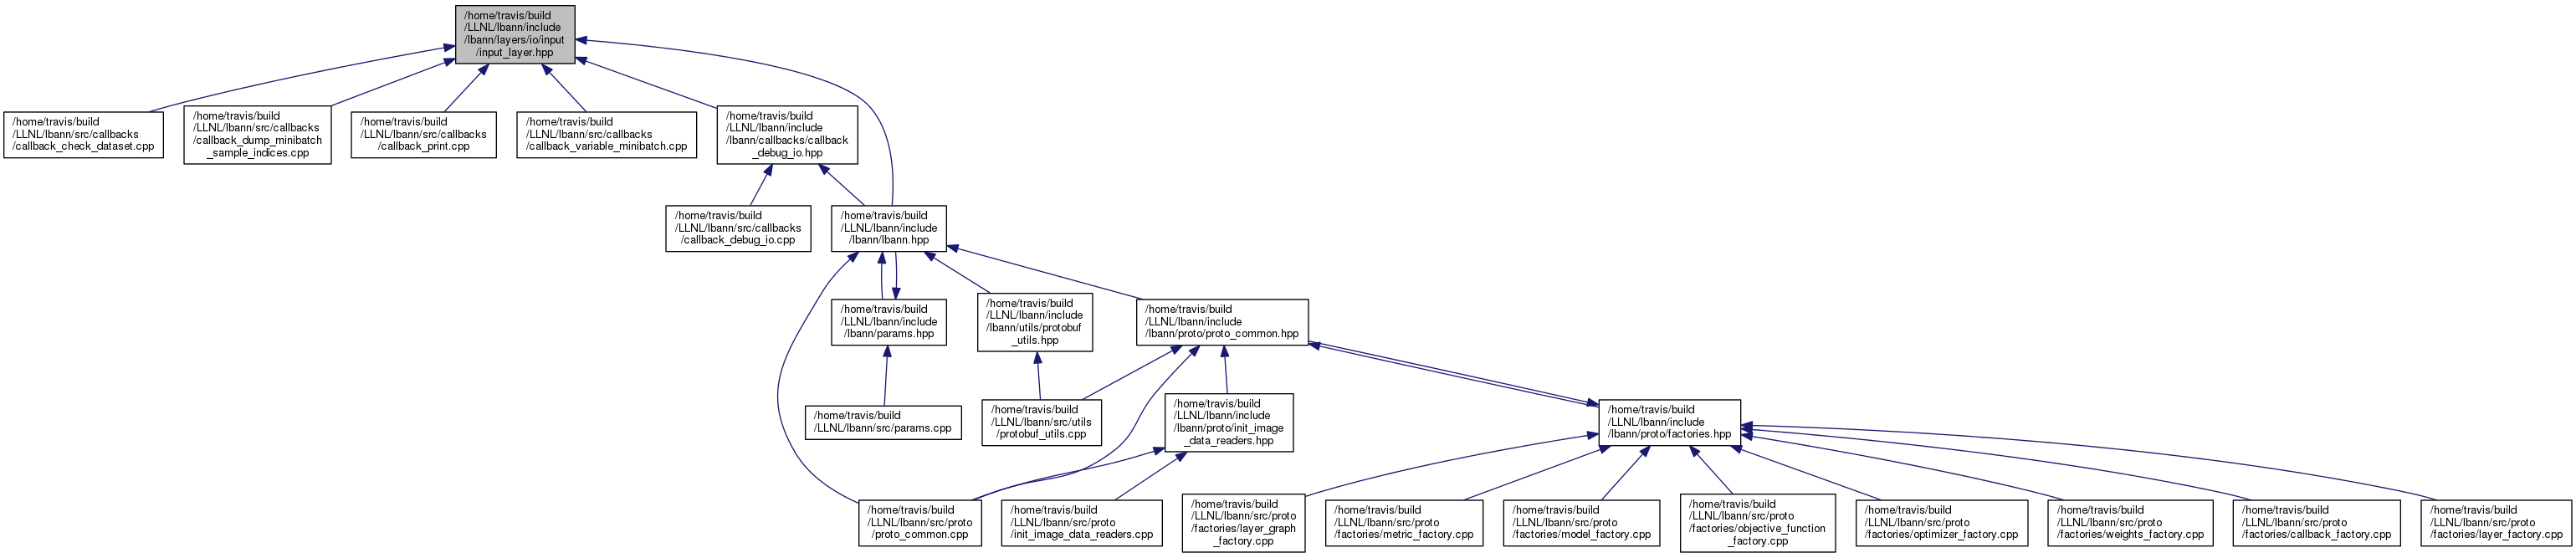 /home/travis/build
/LLNL/lbann/include
/lbann/layers/io/input
/input_layer.hpp
/home/travis/build
/LLNL/lbann/src/callbacks
/callback_check_dataset.cpp
/home/travis/build
/LLNL/lbann/src/callbacks
/callback_dump_minibatch
_sample_indices.cpp
/home/travis/build
/LLNL/lbann/src/callbacks
/callback_print.cpp
/home/travis/build
/LLNL/lbann/src/callbacks
/callback_variable_minibatch.cpp
/home/travis/build
/LLNL/lbann/include
/lbann/callbacks/callback
_debug_io.hpp
/home/travis/build
/LLNL/lbann/src/callbacks
/callback_debug_io.cpp
/home/travis/build
/LLNL/lbann/include
/lbann/lbann.hpp
/home/travis/build
/LLNL/lbann/include
/lbann/params.hpp
/home/travis/build
/LLNL/lbann/include
/lbann/utils/protobuf
_utils.hpp
/home/travis/build
/LLNL/lbann/include
/lbann/proto/proto_common.hpp
/home/travis/build
/LLNL/lbann/src/params.cpp
/home/travis/build
/LLNL/lbann/src/utils
/protobuf_utils.cpp
/home/travis/build
/LLNL/lbann/include
/lbann/proto/init_image
_data_readers.hpp
/home/travis/build
/LLNL/lbann/include
/lbann/proto/factories.hpp
/home/travis/build
/LLNL/lbann/src/proto
/proto_common.cpp
/home/travis/build
/LLNL/lbann/src/proto
/init_image_data_readers.cpp
/home/travis/build
/LLNL/lbann/src/proto
/factories/layer_graph
_factory.cpp
/home/travis/build
/LLNL/lbann/src/proto
/factories/metric_factory.cpp
/home/travis/build
/LLNL/lbann/src/proto
/factories/model_factory.cpp
/home/travis/build
/LLNL/lbann/src/proto
/factories/objective_function
_factory.cpp
/home/travis/build
/LLNL/lbann/src/proto
/factories/optimizer_factory.cpp
/home/travis/build
/LLNL/lbann/src/proto
/factories/weights_factory.cpp
/home/travis/build
/LLNL/lbann/src/proto
/factories/callback_factory.cpp
/home/travis/build
/LLNL/lbann/src/proto
/factories/layer_factory.cpp